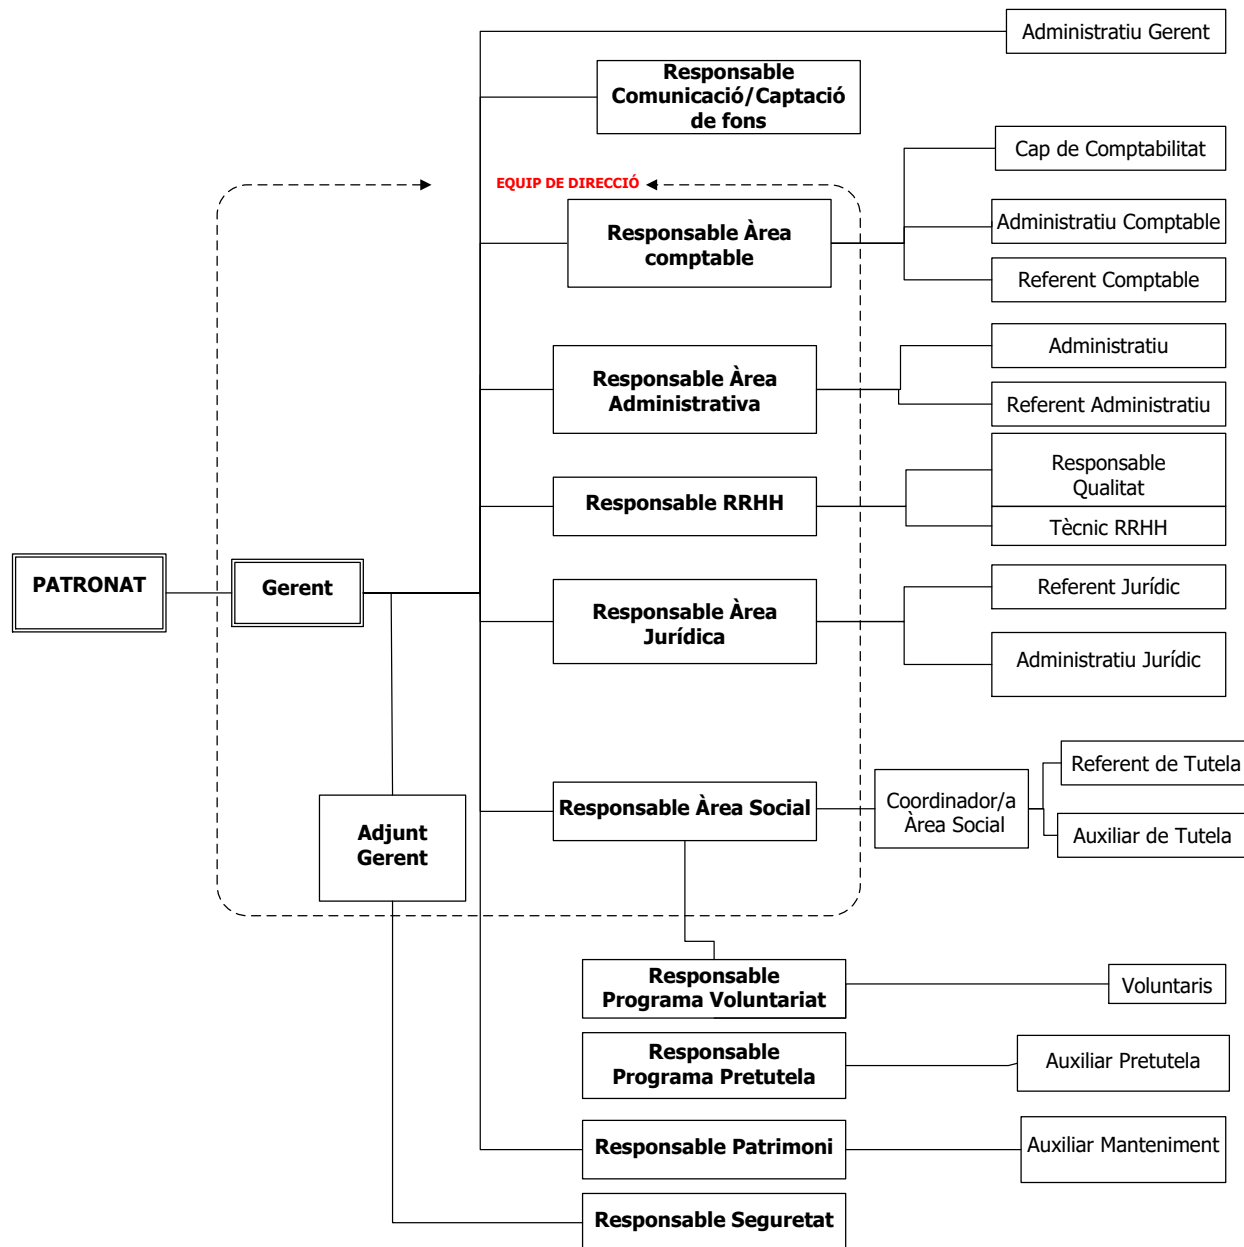 Administratiu Gerent
Responsable
Comunicació/Captació
de fons
Cap de Comptabilitat
EQUIP DE DIRECCIÓ
Responsable Àrea
comptable
Administratiu Comptable
Referent Comptable
Responsable Àrea
Administrativa
Administratiu
Referent Administratiu
Responsable RRHH
Responsable
Qualitat
Tècnic RRHH
PATRONAT
Gerent
Responsable Àrea
Jurídica
Referent Jurídic
Administratiu Jurídic
Adjunt
Gerent
Responsable Àrea Social
Coordinador/a
Àrea Social
Referent de Tutela
Auxiliar de Tutela
Responsable
Programa Voluntariat
Voluntaris
Responsable
Programa Pretutela
Auxiliar Pretutela
Responsable Patrimoni
Auxiliar Manteniment
Responsable Seguretat